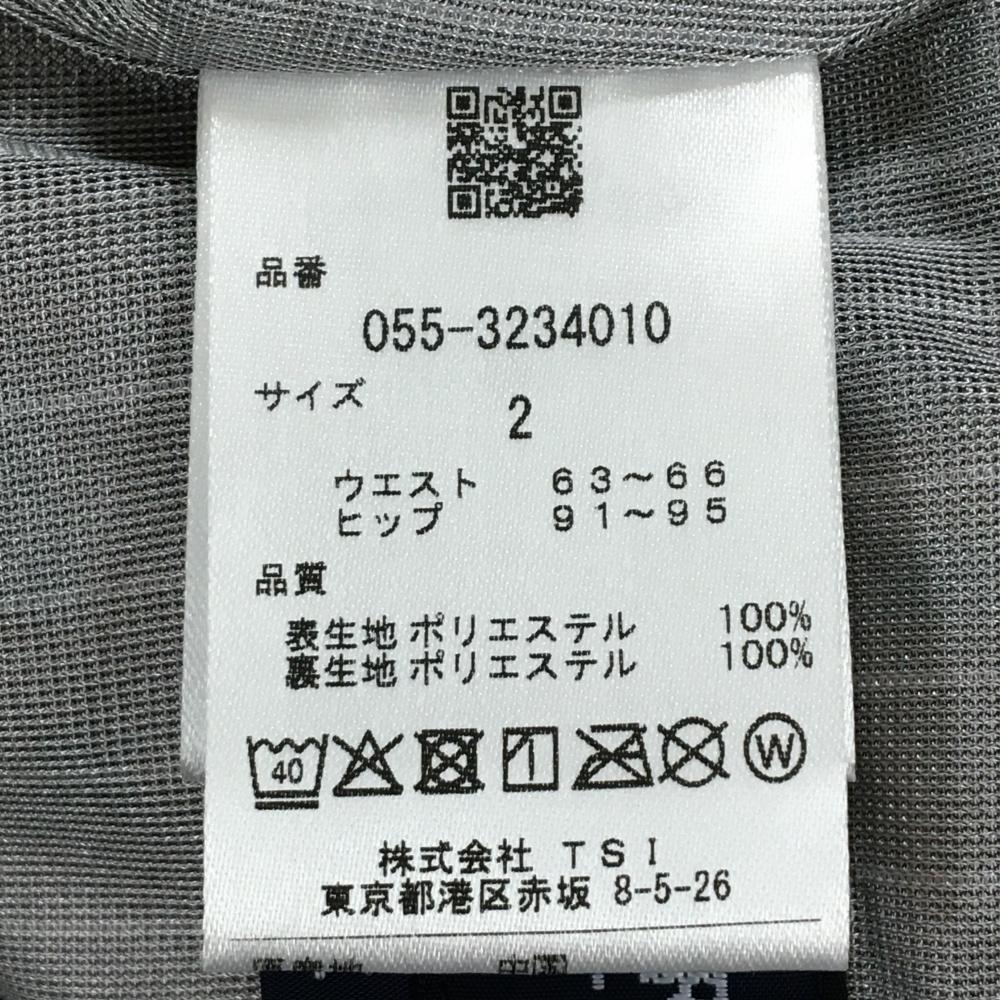 品番
055-3234010
サイズ
2
ウエスト 63～66
ヒップ 91～95
品質
表生地 ポリエステル 100%
裏生地 ポリエステル 100%
40
W
株式会社 TSI
東京都港区赤坂 8-5-26